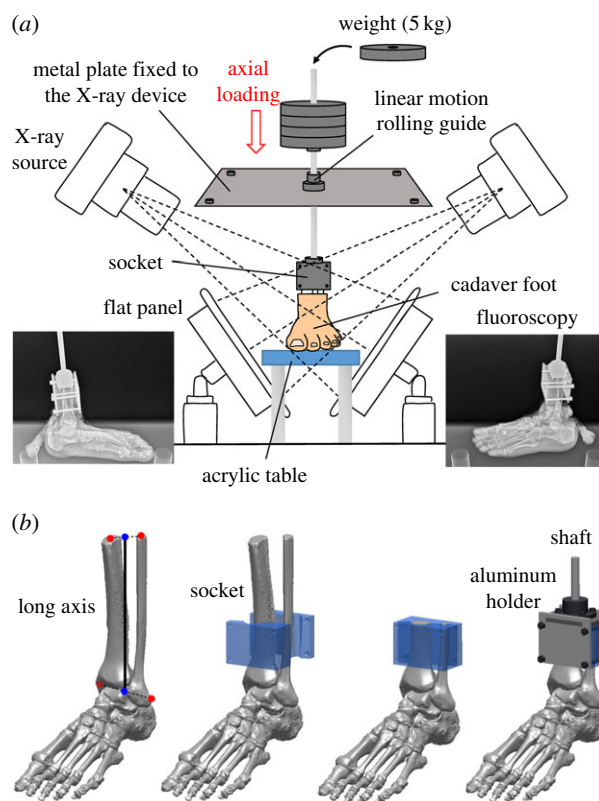 (a)
weight (5 kg)
metal plate fixed to
the X-ray device
axial
loading
linear motion
rolling guide
X-ray
source
socket
cadaver foot
flat panel
fluoroscopy
acrylic table
(b)
shaft
aluminum
holder
socket
long axis